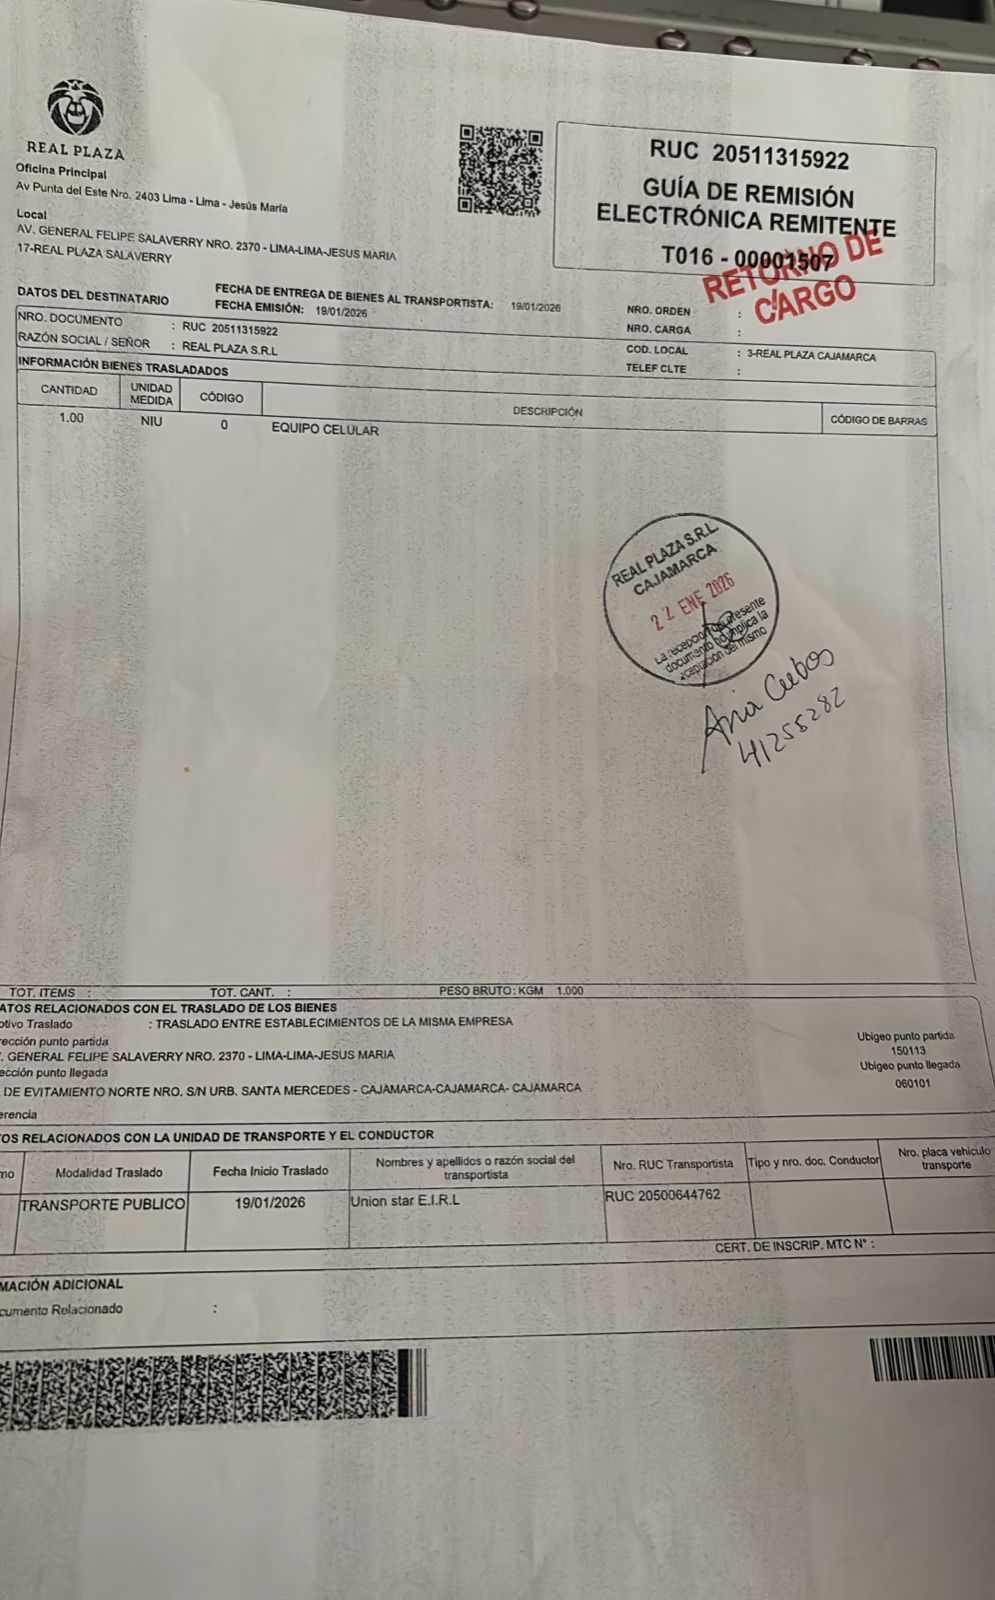 REAL PLAZA
Oficina Principal
Av Punta del Este Nro. 2403 Lima - Lima - Jesús María
Local
AV. GENERAL FELIPE SALAVERRY NRO. 2370 - LIMA-LIMA-JESUS MARIA
17-REAL PLAZA SALAVERRY
RUC 20511315922
GUÍA DE REMISIÓN
ELECTRÓNICA REMITENTE
T016 - 00001507
RETORNO DE
CARGO
DATOS DEL DESTINATARIO
FECHA DE ENTREGA DE BIENES AL TRANSPORTISTA: 19/01/2026
FECHA EMISIÓN: 19/01/2026
NRO. DOCUMENTO : RUC 20511315922
RAZÓN SOCIAL / SEÑOR : REAL PLAZA S.R.L
NRO. ORDEN :
NRO. CARGA :
COD. LOCAL : 3-REAL PLAZA CAJAMARCA
TELEF CLTE :
INFORMACIÓN BIENES TRASLADADOS
CANTIDAD UNIDAD MEDIDA CÓDIGO DESCRIPCIÓN CÓDIGO DE BARRAS
1.00 NIU 0 EQUIPO CELULAR
REAL PLAZA S.R.L.
CAJAMARCA
22 ENE 2026
La recepción del presente
documento no implica la
aceptación del mismo
Ana Cubos
41255282
TOT. ITEMS : TOT. CANT. : PESO BRUTO: KGM 1.000
ATOS RELACIONADOS CON EL TRASLADO DE LOS BIENES
otivo Traslado : TRASLADO ENTRE ESTABLECIMIENTOS DE LA MISMA EMPRESA
rección punto partida
. GENERAL FELIPE SALAVERRY NRO. 2370 - LIMA-LIMA-JESUS MARIA
ección punto llegada
DE EVITAMIENTO NORTE NRO. S/N URB. SANTA MERCEDES - CAJAMARCA-CAJAMARCA- CAJAMARCA
erencia
Ubigeo punto partida
150113
Ubigeo punto llegada
060101
OS RELACIONADOS CON LA UNIDAD DE TRANSPORTE Y EL CONDUCTOR
mo Modalidad Traslado Fecha Inicio Traslado Nombres y apellidos o razón social del transportista Nro. RUC Transportista Tipo y nro. doc. Conductor Nro. placa vehiculo transporte
TRANSPORTE PUBLICO 19/01/2026 Union star E.I.R.L RUC 20500644762
CERT. DE INSCRIP. MTC N° :
MACIÓN ADICIONAL
cumento Relacionado :